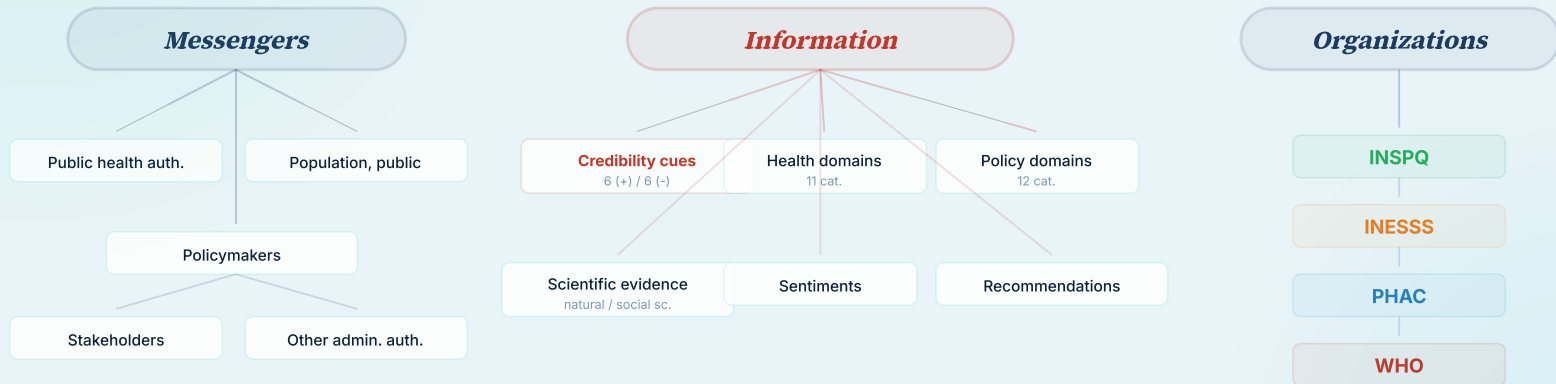 Messengers
Public health auth.
Population, public
Policymakers
Stakeholders
Other admin. auth.
Information
Credibility cues
6 (+) / 6 (-)
Health domains
11 cat.
Policy domains
12 cat.
Scientific evidence
natural / social sc.
Sentiments
Recommendations
Organizations
INSPQ
INESSS
PHAC
WHO